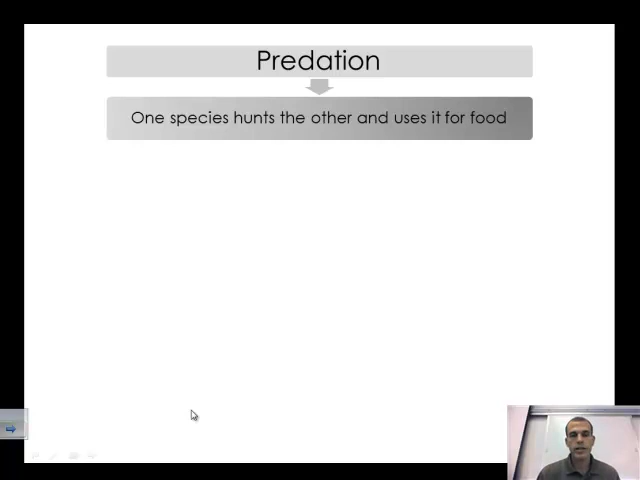 Predation
One species hunts the other and uses it for food